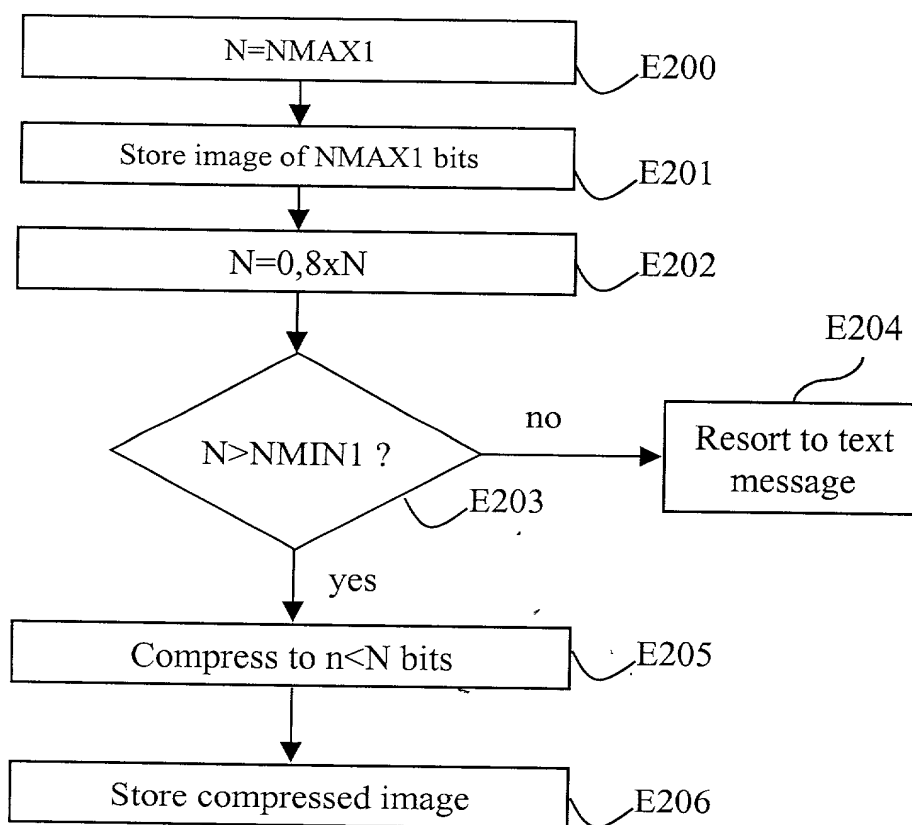 N=NMAX1
E200
Store image of NMAX1 bits
E201
N=0,8xN
E202
E204
N>NMIN1 ?
no
Resort to text
message
E203
yes
Compress to n<N bits
E205
Store compressed image
E206